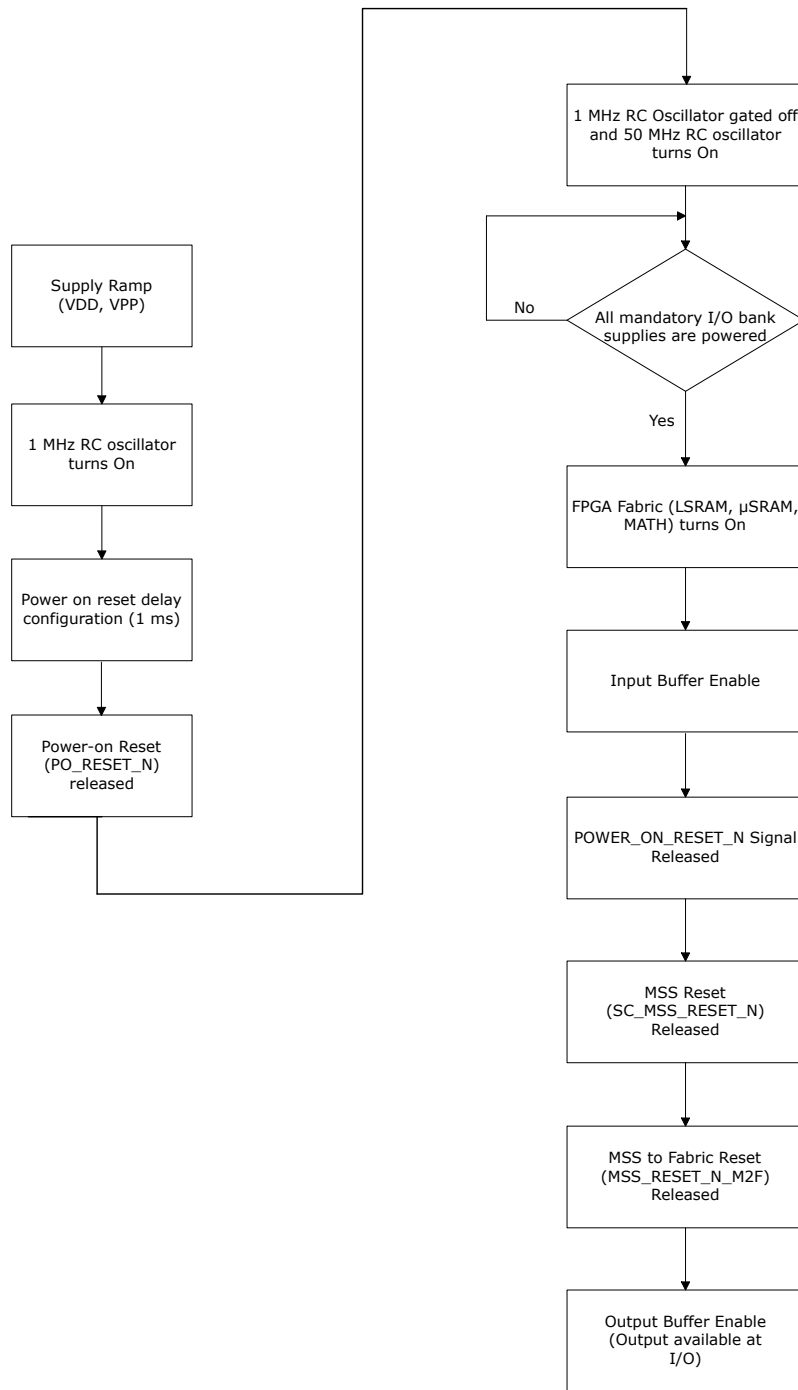 Supply Ramp
(VDD, VPP)
1 MHz RC oscillator
turns On
Power on reset delay
configuration (1 ms)
Power-on Reset
(PO_RESET_N)
released
1 MHz RC Oscillator gated off
and 50 MHz RC oscillator
turns On
All mandatory I/O bank
supplies are powered
No
Yes
FPGA Fabric (LSRAM, µSRAM,
MATH) turns On
Input Buffer Enable
POWER_ON_RESET_N Signal
Released
MSS Reset
(SC_MSS_RESET_N)
Released
MSS to Fabric Reset
(MSS_RESET_N_M2F)
Released
Output Buffer Enable
(Output available at
I/O)